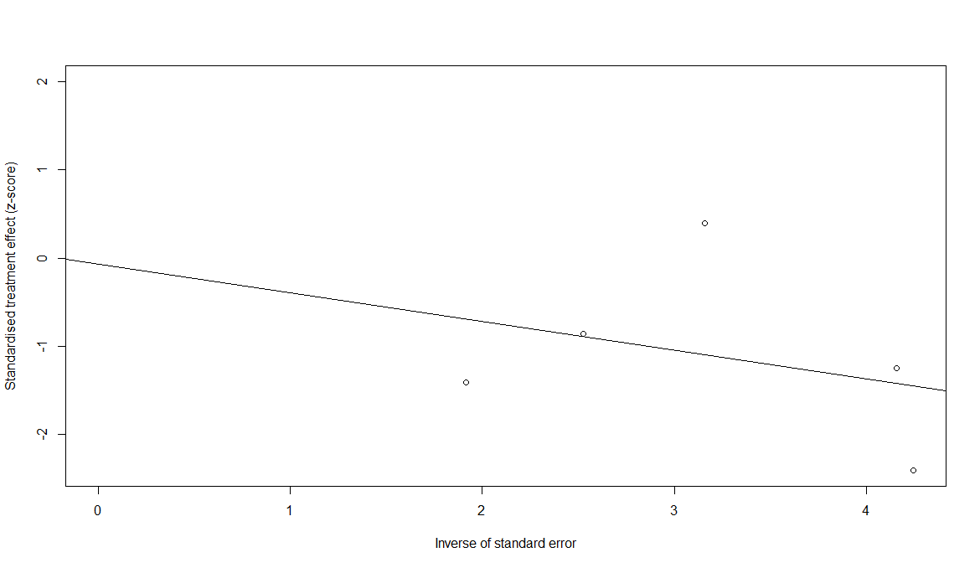 Standardised treatment effect (z-score)
2
1
0
-1
-2
0 1 2 3 4
Inverse of standard error